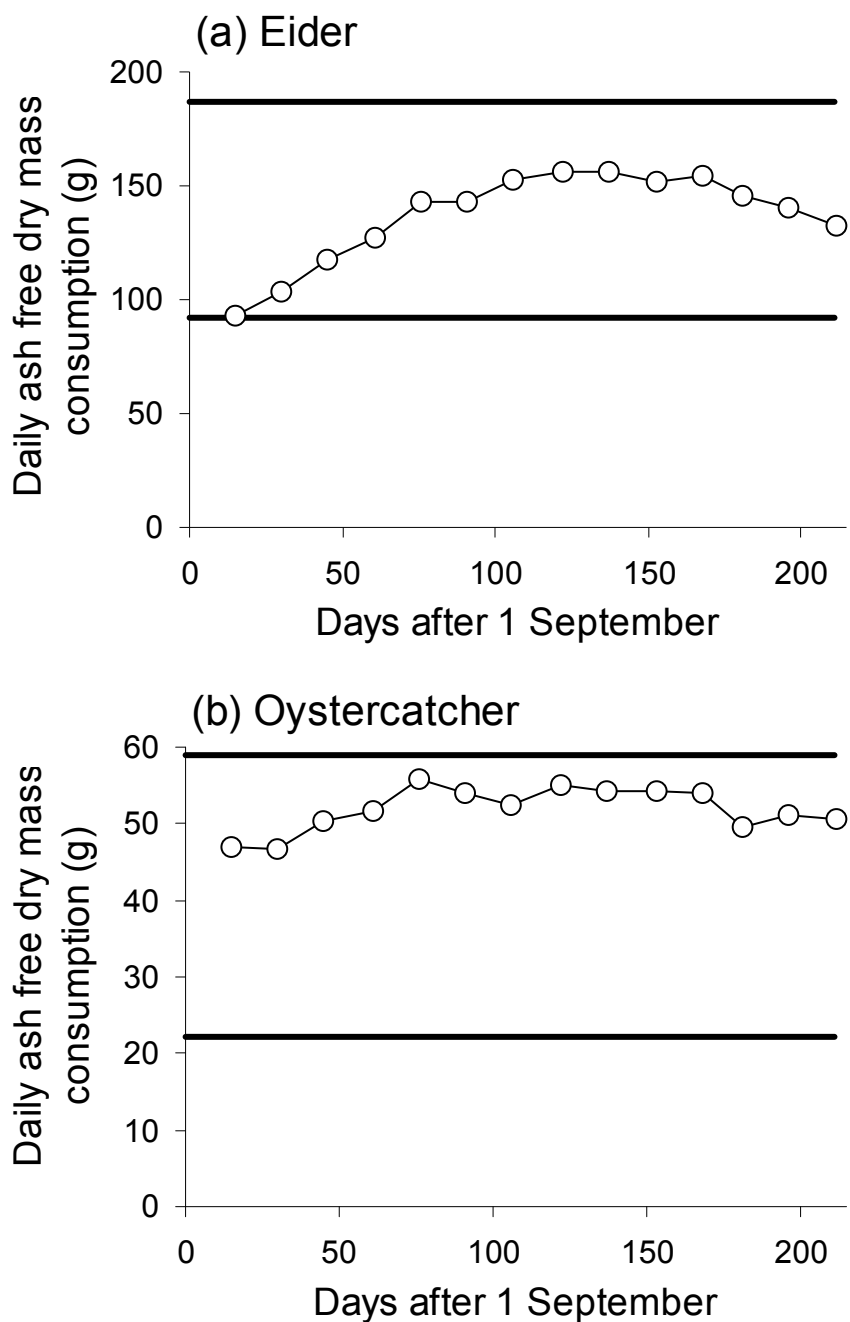 (a) Eider
200
150
100
50
0
Daily ash free dry mass
consumption (g)
0 50 100 150 200
Days after 1 September
(b) Oystercatcher
60
50
40
30
20
10
0
Daily ash free dry mass
consumption (g)
0 50 100 150 200
Days after 1 September